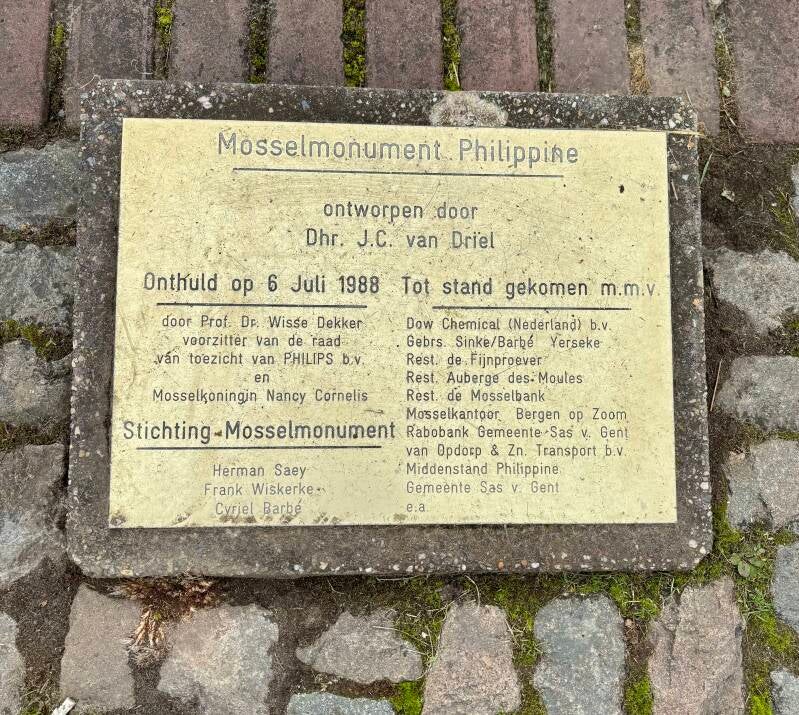 Mosselmonument Philippine
ontworpen door
Dhr. J.C. van Driel
Onthuld op 6 Juli 1988
door Prof. Dr. Wisse Dekker
voorzitter van de raad
van toezicht van PHILIPS b.v.
en
Mosselkoningin Nancy Cornelis
Stichting Mosselmonument
Herman Saey
Frank Wiskerke
Cyriel Barbé
Tot stand gekomen m.m.v.
Dow Chemical (Nederland) b.v.
Gebrs. Sinke/Barbé Yerseke
Rest. de Fijnproever
Rest. Auberge des Moules
Rest. de Mosselbank
Mosselkantoor Bergen op Zoom
Rabobank Gemeente Sas v. Gent
van Opdorp & Zn. Transport b.v.
Middenstand Philippine
Gemeente Sas v. Gent
e.a.